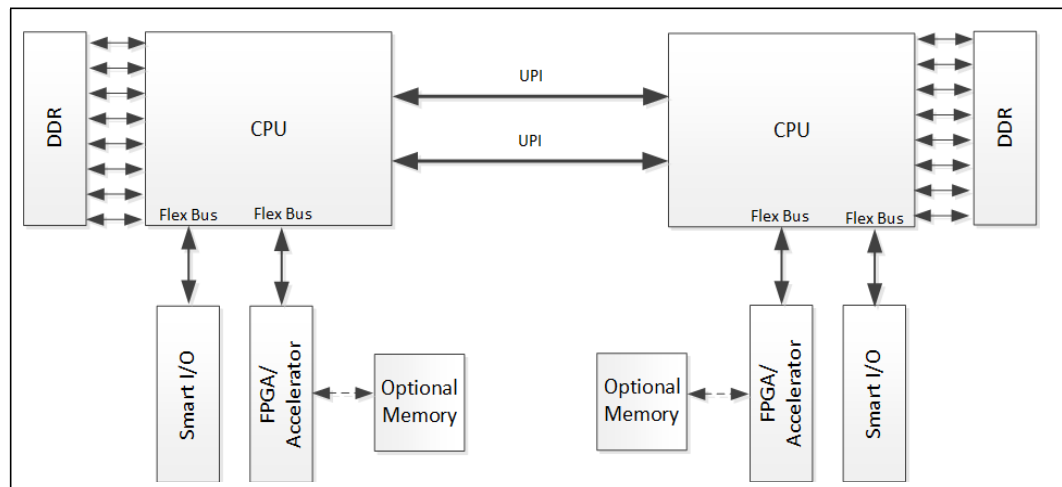 UPI
DDR
CPU
CPU
DDR
UPI
Flex Bus
Flex Bus
Flex Bus
Flex Bus
Smart I/O
FPGA/
Accelerator
Optional
Memory
Optional
Memory
FPGA/
Accelerator
Smart I/O